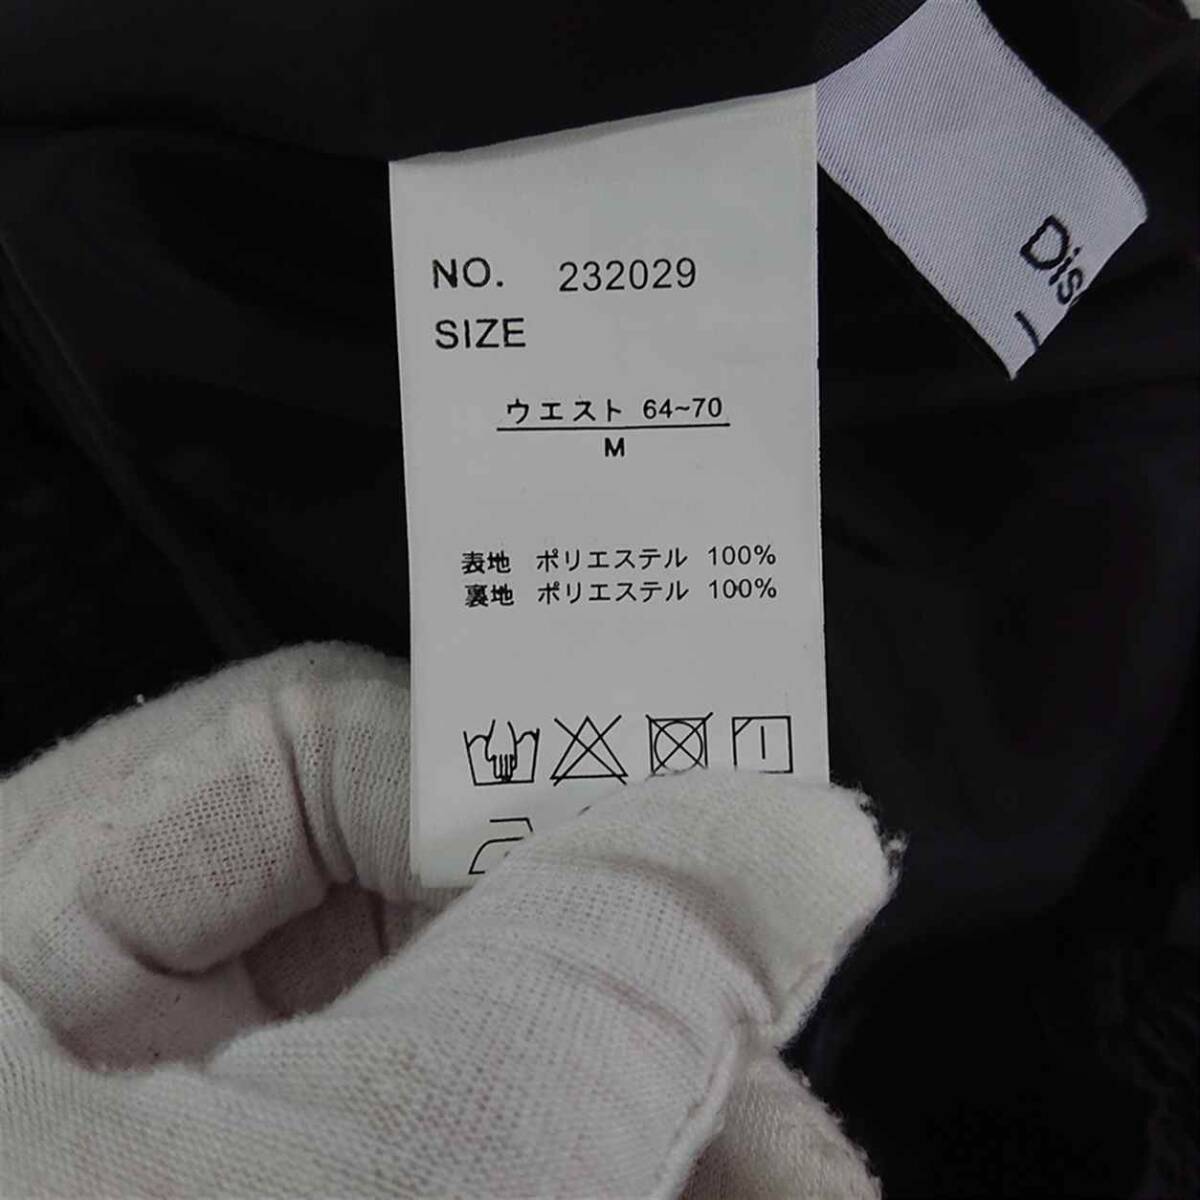 NO. 232029
SIZE
ウエスト 64~70
M
表地 ポリエステル 100%
裏地 ポリエステル 100%